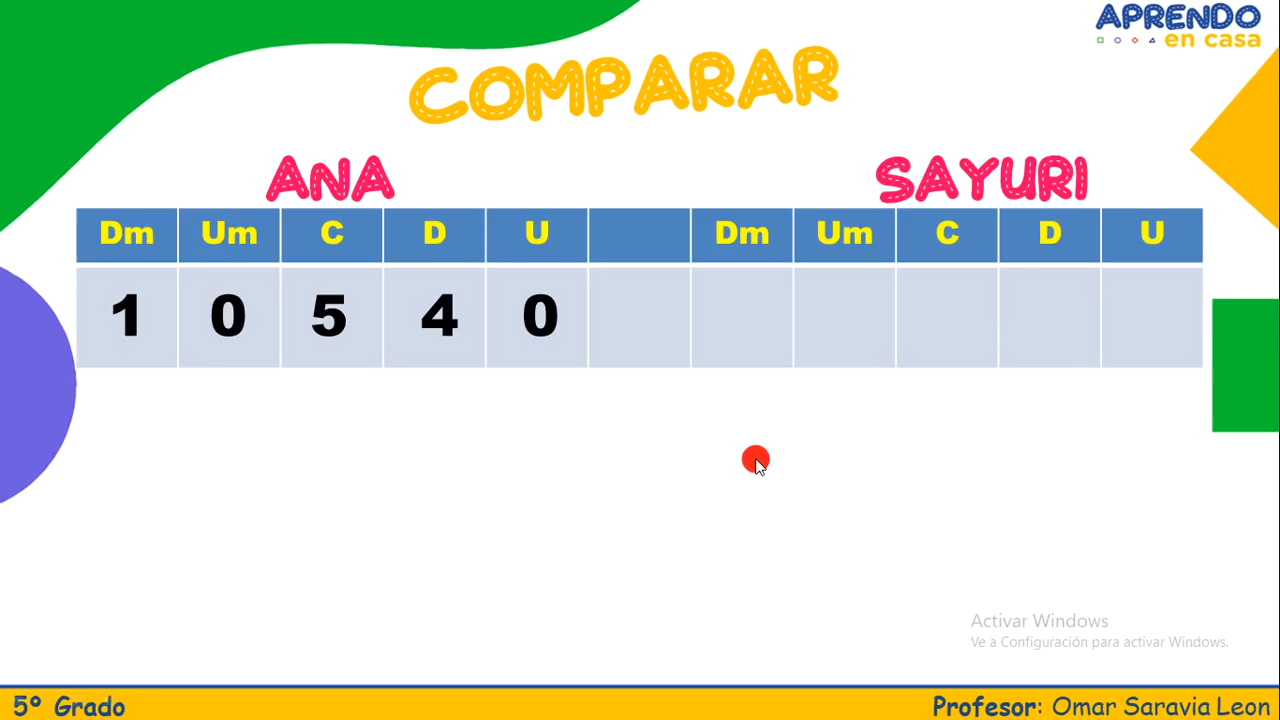 APRENDO
en casa
COMPARAR
ANA SAYURI
Dm Um C D U Dm Um C D U
1 0 5 4 0
Activar Windows
Ve a Configuración para activar Windows.
5º Grado Profesor: Omar Saravia Leon